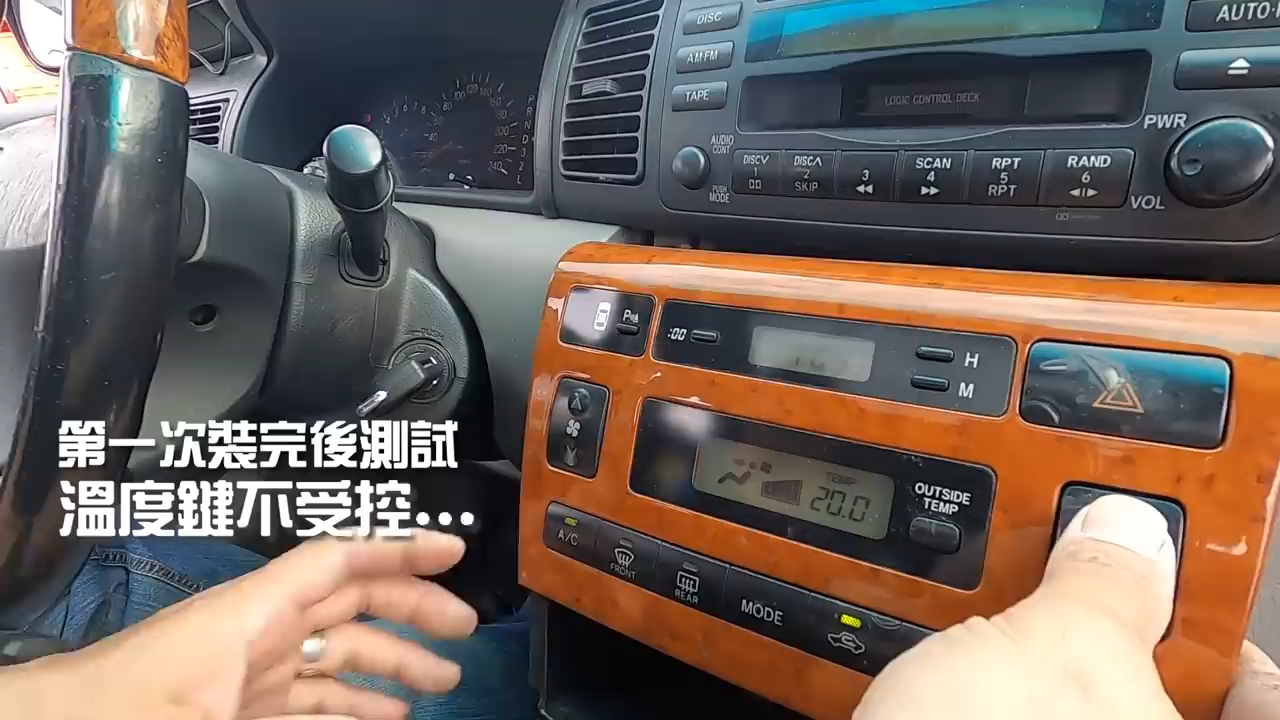 DISC
AM·FM
TAPE
AUTO·
LOGIC CONTROL DECK
PWR
VOL
AUDIO CONT
PUSH MODE
DISC∨ 1
DISC∧ 2 SKIP
3
SCAN 4
RPT 5 RPT
RAND 6
:00
H
M
TEMP
20.0
OUTSIDE TEMP
A/C
FRONT
REAR
MODE
第一次裝完後測試
溫度鍵不受控...